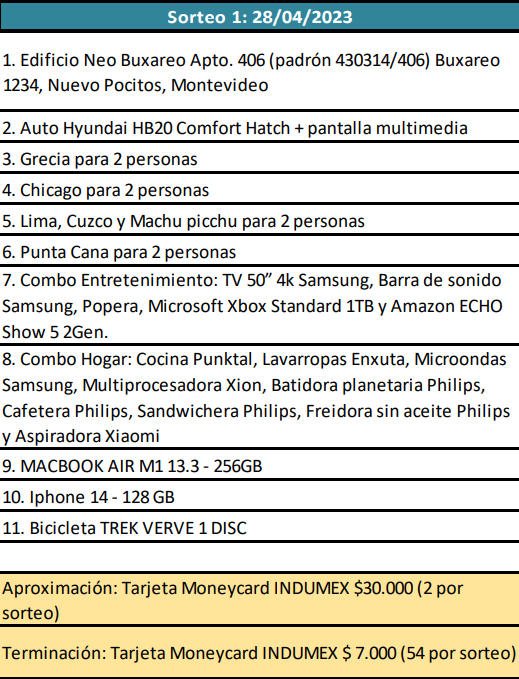 Sorteo 1: 28/04/2023
1. Edificio Neo Buxareo Apto. 406 (padrón 430314/406) Buxareo
1234, Nuevo Pocitos, Montevideo
2. Auto Hyundai HB20 Comfort Hatch + pantalla multimedia
3. Grecia para 2 personas
4. Chicago para 2 personas
5. Lima, Cuzco y Machu picchu para 2 personas
6. Punta Cana para 2 personas
7. Combo Entretenimiento: TV 50” 4k Samsung, Barra de sonido
Samsung, Popera, Microsoft Xbox Standard 1TB y Amazon ECHO
Show 5 2Gen.
8. Combo Hogar: Cocina Punktal, Lavarropas Enxuta, Microondas
Samsung, Multiprocesadora Xion, Batidora planetaria Philips,
Cafetera Philips, Sandwichera Philips, Freidora sin aceite Philips
y Aspiradora Xiaomi
9. MACBOOK AIR M1 13.3 - 256GB
10. Iphone 14 - 128 GB
11. Bicicleta TREK VERVE 1 DISC
Aproximación: Tarjeta Moneycard INDUMEX $30.000 (2 por
sorteo)
Terminación: Tarjeta Moneycard INDUMEX $ 7.000 (54 por sorteo)